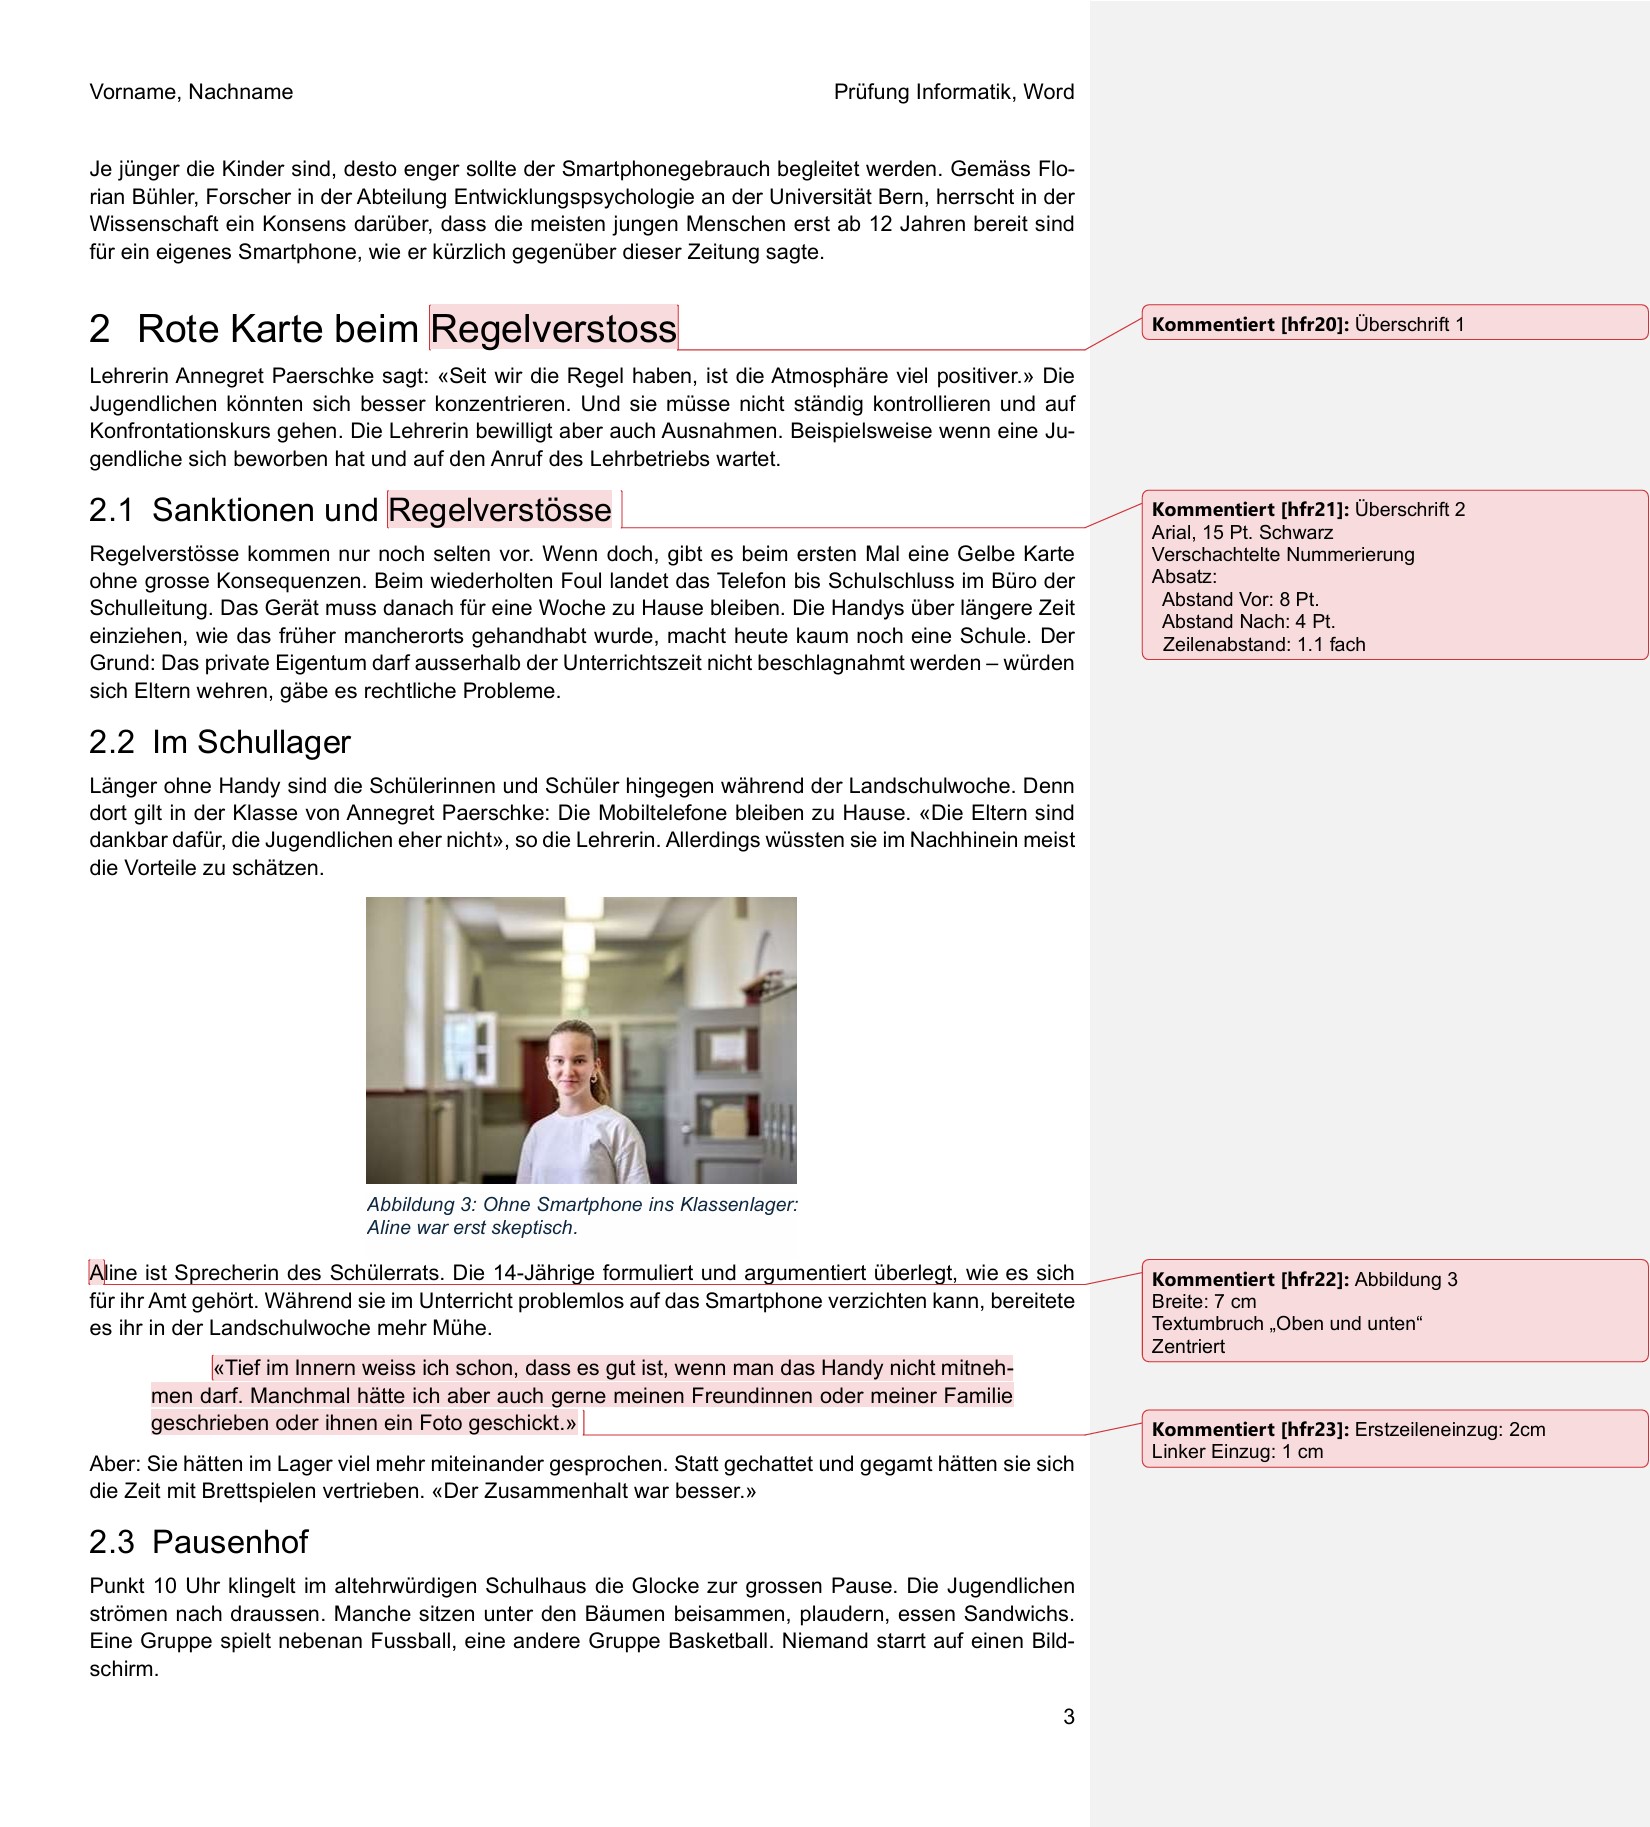 Vorname, Nachname
Prüfung Informatik, Word
Je jünger die Kinder sind, desto enger sollte der Smartphonegebrauch begleitet werden. Gemäss Flo-
rian Bühler, Forscher in der Abteilung Entwicklungspsychologie an der Universität Bern, herrscht in der
Wissenschaft ein Konsens darüber, dass die meisten jungen Menschen erst ab 12 Jahren bereit sind
für ein eigenes Smartphone, wie er kürzlich gegenüber dieser Zeitung sagte.
2 Rote Karte beim Regelverstoss
Kommentiert [hfr20]: Überschrift 1
Lehrerin Annegret Paerschke sagt: «Seit wir die Regel haben, ist die Atmosphäre viel positiver.» Die
Jugendlichen könnten sich besser konzentrieren. Und sie müsse nicht ständig kontrollieren und auf
Konfrontationskurs gehen. Die Lehrerin bewilligt aber auch Ausnahmen. Beispielsweise wenn eine Ju-
gendliche sich beworben hat und auf den Anruf des Lehrbetriebs wartet.
2.1 Sanktionen und Regelverstösse
Kommentiert [hfr21]: Überschrift 2
Arial, 15 Pt. Schwarz
Verschachtelte Nummerierung
Absatz:
Abstand Vor: 8 Pt.
Abstand Nach: 4 Pt.
Zeilenabstand: 1.1 fach
Regelverstösse kommen nur noch selten vor. Wenn doch, gibt es beim ersten Mal eine Gelbe Karte
ohne grosse Konsequenzen. Beim wiederholten Foul landet das Telefon bis Schulschluss im Büro der
Schulleitung. Das Gerät muss danach für eine Woche zu Hause bleiben. Die Handys über längere Zeit
einziehen, wie das früher mancherorts gehandhabt wurde, macht heute kaum noch eine Schule. Der
Grund: Das private Eigentum darf ausserhalb der Unterrichtszeit nicht beschlagnahmt werden – würden
sich Eltern wehren, gäbe es rechtliche Probleme.
2.2 Im Schullager
Länger ohne Handy sind die Schülerinnen und Schüler hingegen während der Landschulwoche. Denn
dort gilt in der Klasse von Annegret Paerschke: Die Mobiltelefone bleiben zu Hause. «Die Eltern sind
dankbar dafür, die Jugendlichen eher nicht», so die Lehrerin. Allerdings wüssten sie im Nachhinein meist
die Vorteile zu schätzen.
Abbildung 3: Ohne Smartphone ins Klassenlager:
Aline war erst skeptisch.
Aline ist Sprecherin des Schülerrats. Die 14-Jährige formuliert und argumentiert überlegt, wie es sich
für ihr Amt gehört. Während sie im Unterricht problemlos auf das Smartphone verzichten kann, bereitete
es ihr in der Landschulwoche mehr Mühe.
Kommentiert [hfr22]: Abbildung 3
Breite: 7 cm
Textumbruch „Oben und unten“
Zentriert
«Tief im Innern weiss ich schon, dass es gut ist, wenn man das Handy nicht mitneh-
men darf. Manchmal hätte ich aber auch gerne meinen Freundinnen oder meiner Familie
geschrieben oder ihnen ein Foto geschickt.»
Kommentiert [hfr23]: Erstzeileneinzug: 2cm
Linker Einzug: 1 cm
Aber: Sie hätten im Lager viel mehr miteinander gesprochen. Statt gechattet und gegamt hätten sie sich
die Zeit mit Brettspielen vertrieben. «Der Zusammenhalt war besser.»
2.3 Pausenhof
Punkt 10 Uhr klingelt im altehrwürdigen Schulhaus die Glocke zur grossen Pause. Die Jugendlichen
strömen nach draussen. Manche sitzen unter den Bäumen beisammen, plaudern, essen Sandwichs.
Eine Gruppe spielt nebenan Fussball, eine andere Gruppe Basketball. Niemand starrt auf einen Bild-
schirm.
3